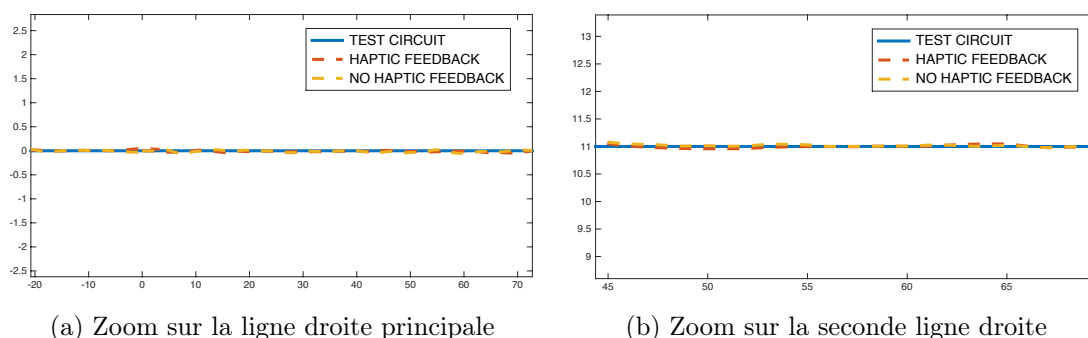 2.5
2
1.5
1
0.5
0
-0.5
-1
-1.5
-2
-2.5
-20 -10 0 10 20 30 40 50 60 70
TEST CIRCUIT
HAPTIC FEEDBACK
NO HAPTIC FEEDBACK
(a) Zoom sur la ligne droite principale
13
12.5
12
11.5
11
10.5
10
9.5
9
45 50 55 60 65
TEST CIRCUIT
HAPTIC FEEDBACK
NO HAPTIC FEEDBACK
(b) Zoom sur la seconde ligne droite